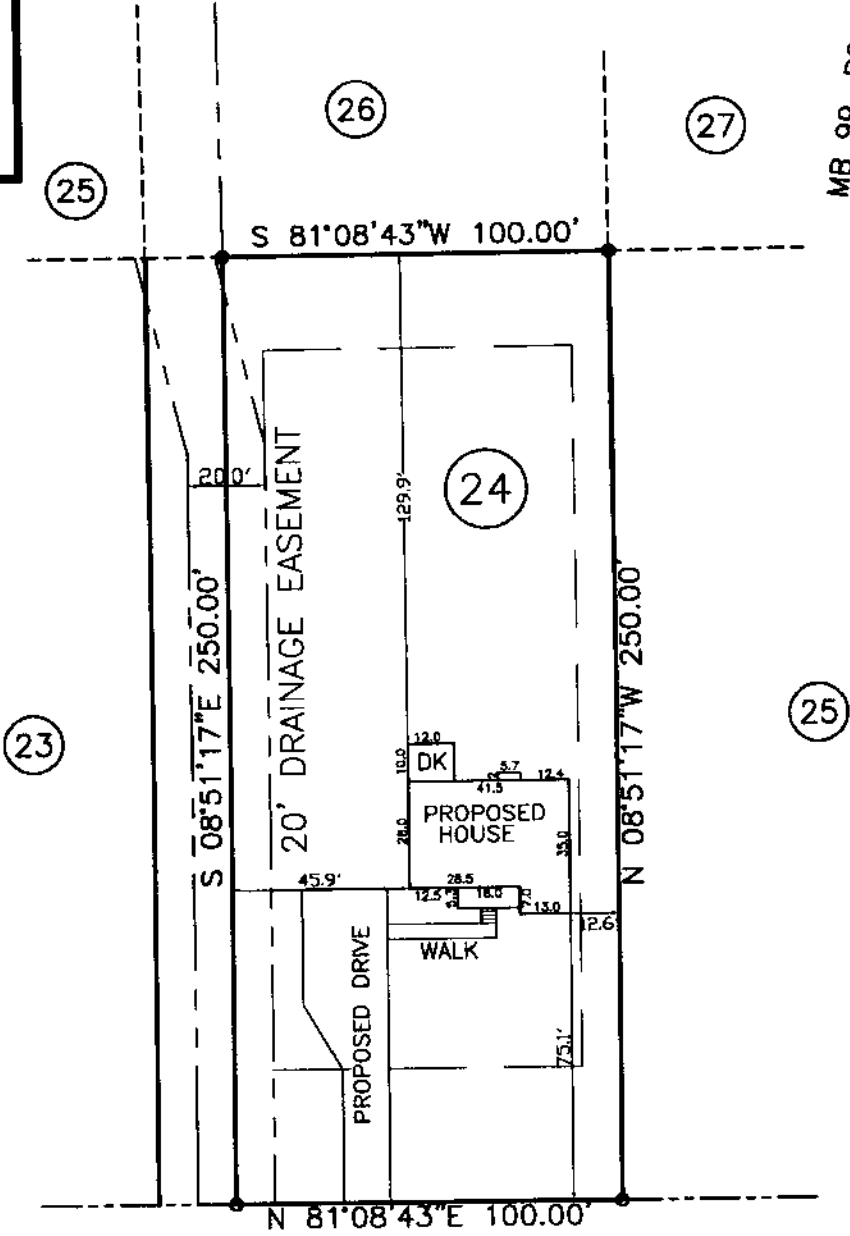 26
27
25
MB 99
S 81°08'43"W 100.00'
20.0'
129.9'
24
20' DRAINAGE EASEMENT
S 08°51'17"E 250.00'
N 08°51'17"W 250.00'
23
25
12.0
10.0
DK
5.7
12.4
41.5
PROPOSED
HOUSE
28.0
35.0
45.9'
28.5
12.5
16.0
7.0
13.0
12.6
WALK
PROPOSED DRIVE
75.1'
N 81°08'43"E 100.00'